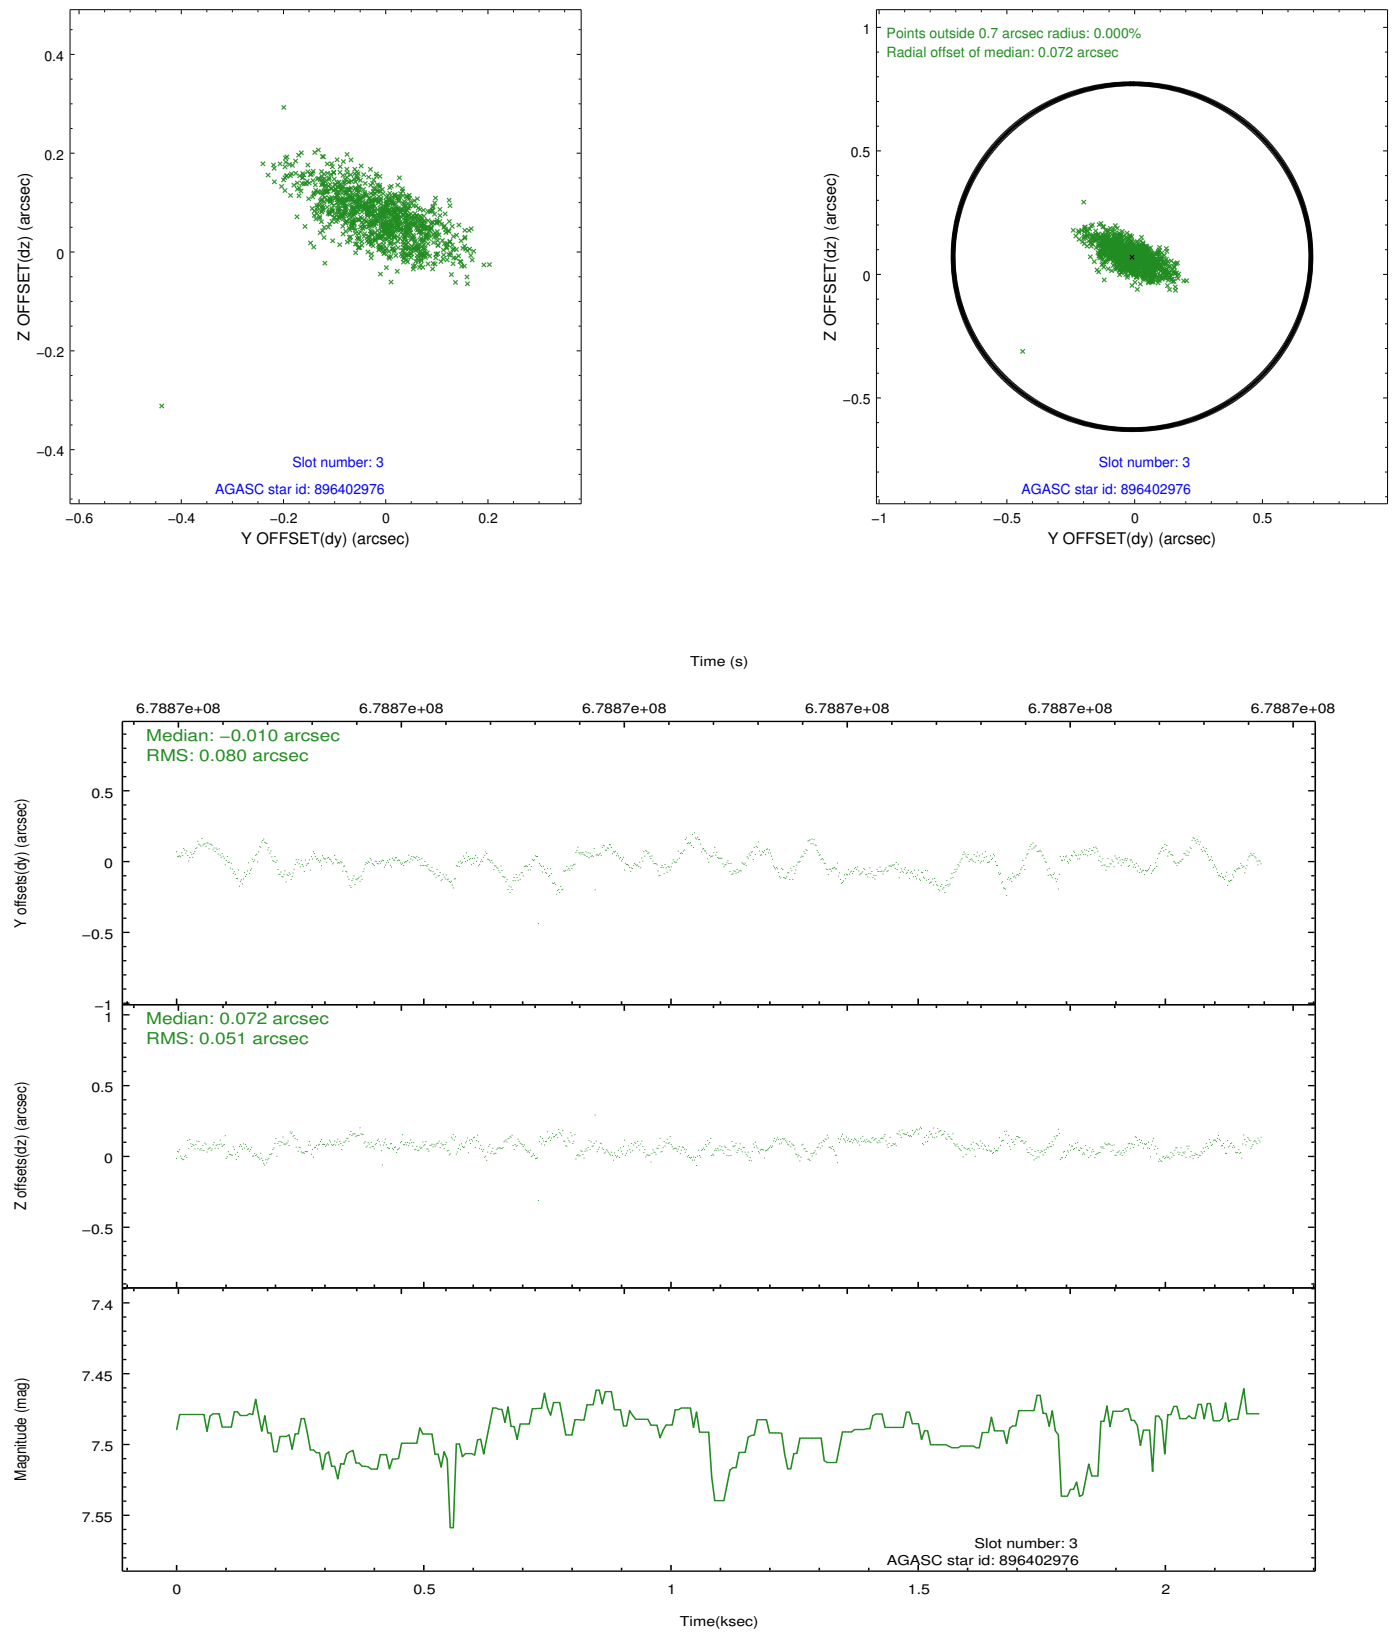 0.4
0.2
0
−0.2
−0.4
Z OFFSET(dz) (arcsec)
Slot number: 3
AGASC star id: 896402976
−0.6
−0.4
−0.2
0
0.2
Y OFFSET(dy) (arcsec)
Points outside 0.7 arcsec radius: 0.000%
Radial offset of median: 0.072 arcsec
1
0.5
0
−0.5
Z OFFSET(dz) (arcsec)
Slot number: 3
AGASC star id: 896402976
−1
−0.5
0
0.5
Y OFFSET(dy) (arcsec)
Time (s)
6.7887e+08 6.7887e+08 6.7887e+08 6.7887e+08 6.7887e+08 6.7887e+08
Median: −0.010 arcsec
RMS: 0.080 arcsec
0.5
0
−0.5
−1
Y offsets(dy) (arcsec)
Median: 0.072 arcsec
RMS: 0.051 arcsec
1
0.5
0
−0.5
Z offsets(dz) (arcsec)
7.4
7.45
7.5
7.55
Magnitude (mag)
Slot number: 3
AGASC star id: 896402976
0 0.5 1 1.5 2
Time(ksec)